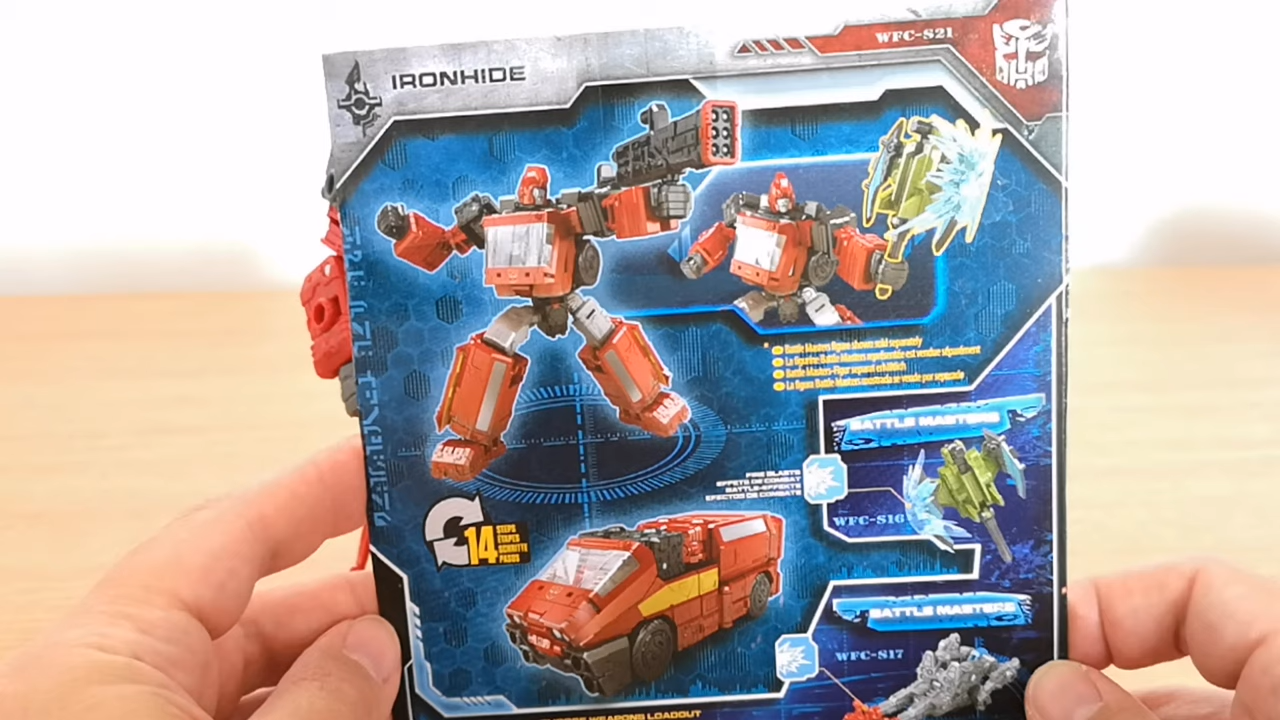 IRONHIDE
WFC-S21
Battle Masters figure shown sold separately
La figurine Battle Masters représentée est vendue séparément
Battle Masters-Figur separat erhältlich
La figura Battle Masters mostrada se vende por separado
BATTLE MASTERS
FIRE BLASTS
EFFETS DE COMBAT
BATTLE-EFFEKTE
EFECTOS DE COMBATE
WFC-S16
14
STEPS
ÉTAPES
SCHRITTE
PASOS
BATTLE MASTERS
WFC-S17
WEAPONS LOADOUT